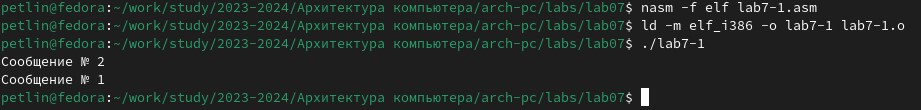 petlin@fedora:~/work/study/2023-2024/Архитектура компьютера/arch-pc/labs/lab07$ nasm -f elf lab7-1.asm
petlin@fedora:~/work/study/2023-2024/Архитектура компьютера/arch-pc/labs/lab07$ ld -m elf_i386 -o lab7-1 lab7-1.o
petlin@fedora:~/work/study/2023-2024/Архитектура компьютера/arch-pc/labs/lab07$ ./lab7-1
Сообщение № 2
Сообщение № 1
petlin@fedora:~/work/study/2023-2024/Архитектура компьютера/arch-pc/labs/lab07$